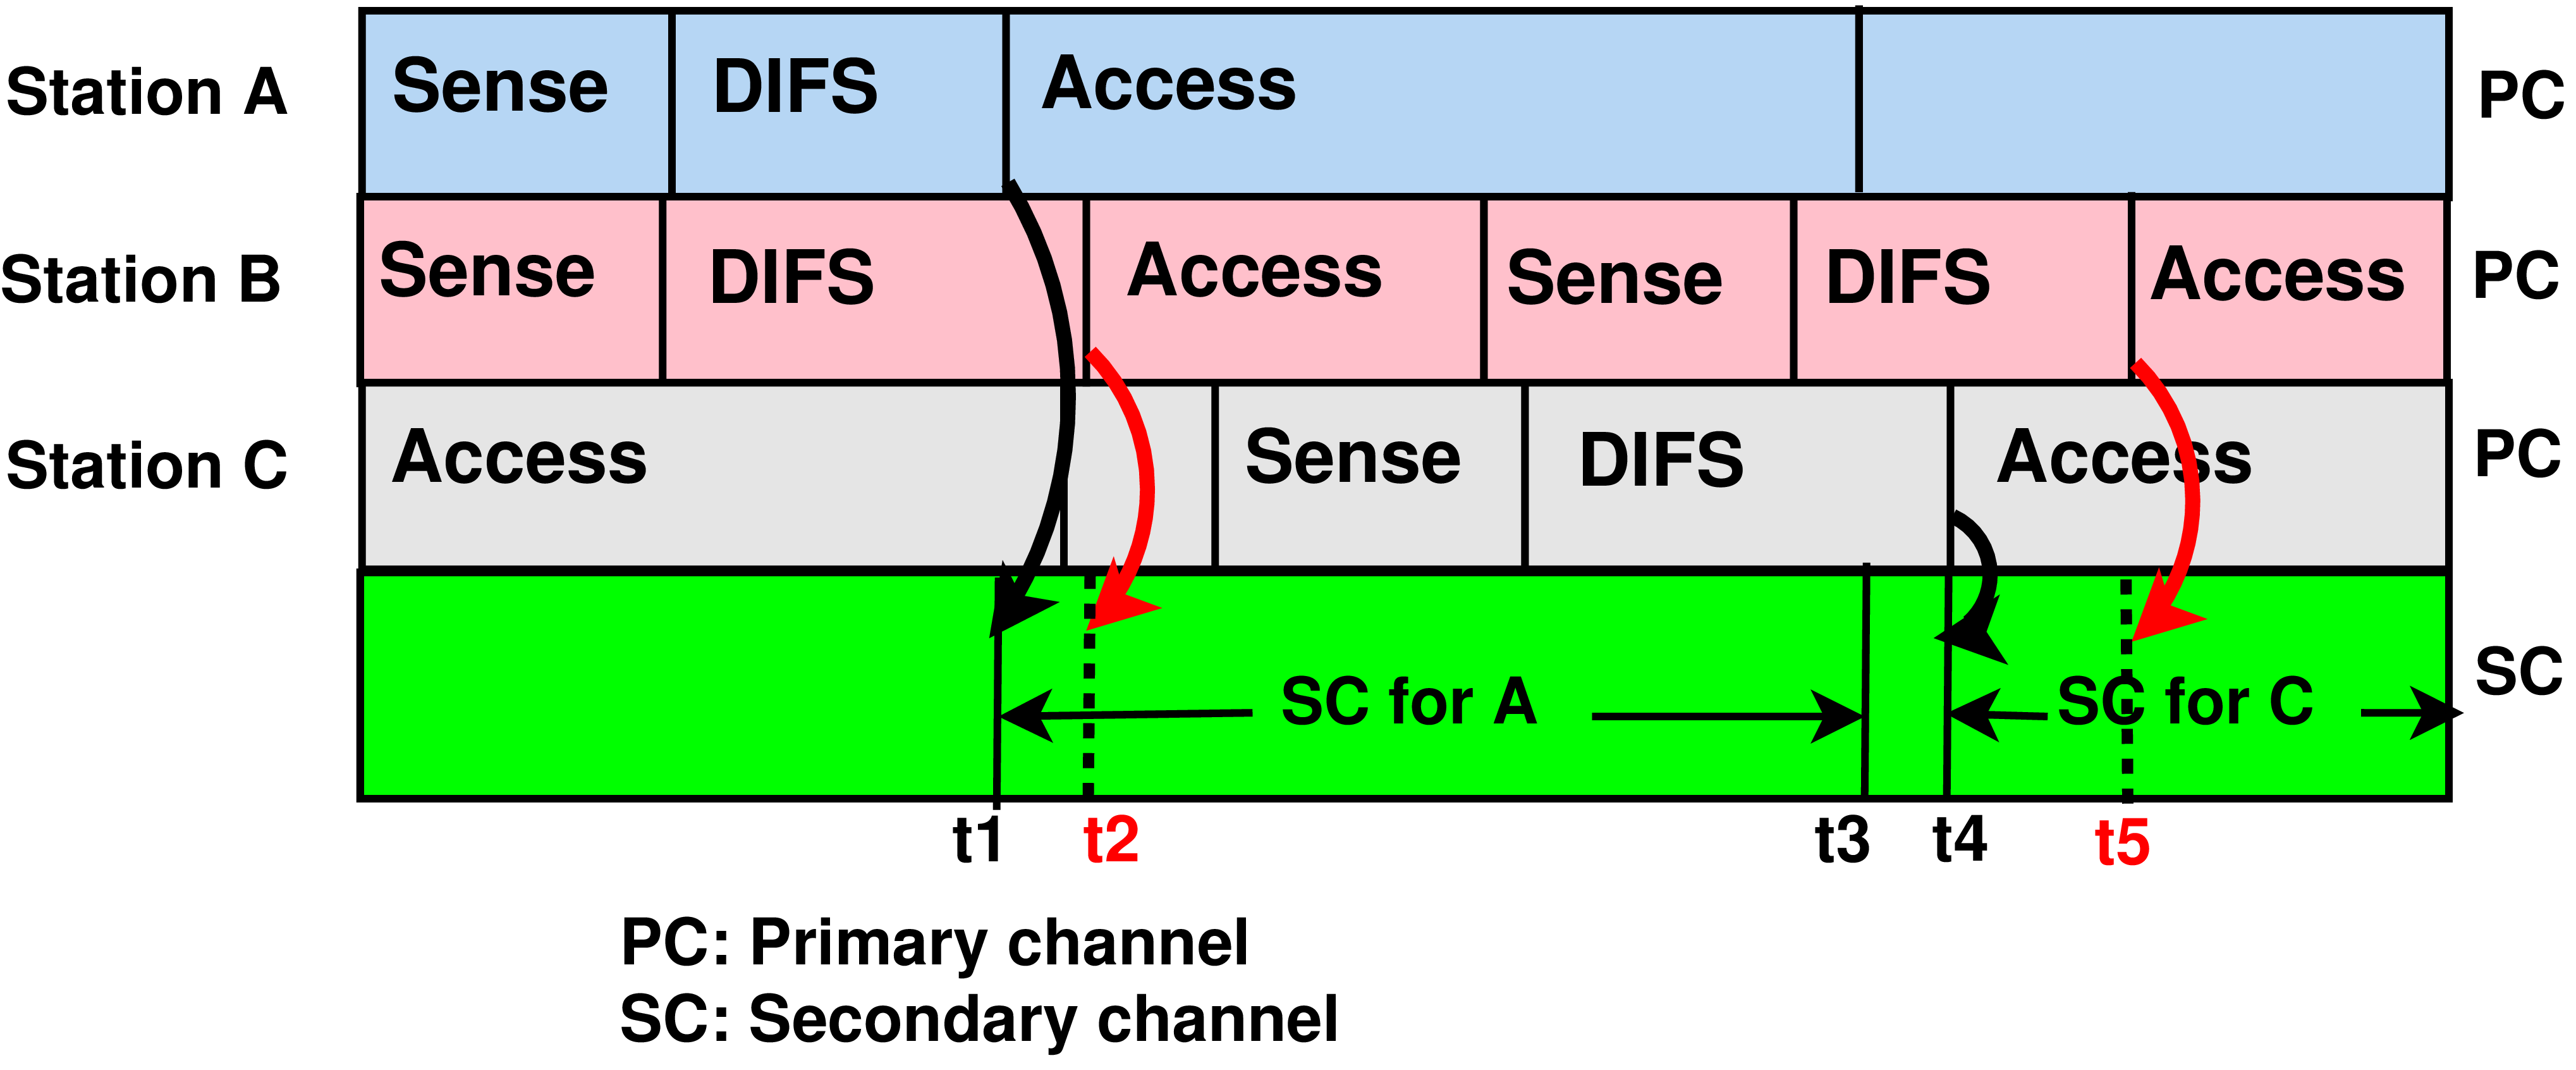 Station A Sense DIFS Access PC
Station B Sense DIFS Access Sense DIFS Access PC
Station C Access Sense DIFS Access PC
SC for A SC for C SC
t1 t2 t3 t4 t5
PC: Primary channel
SC: Secondary channel